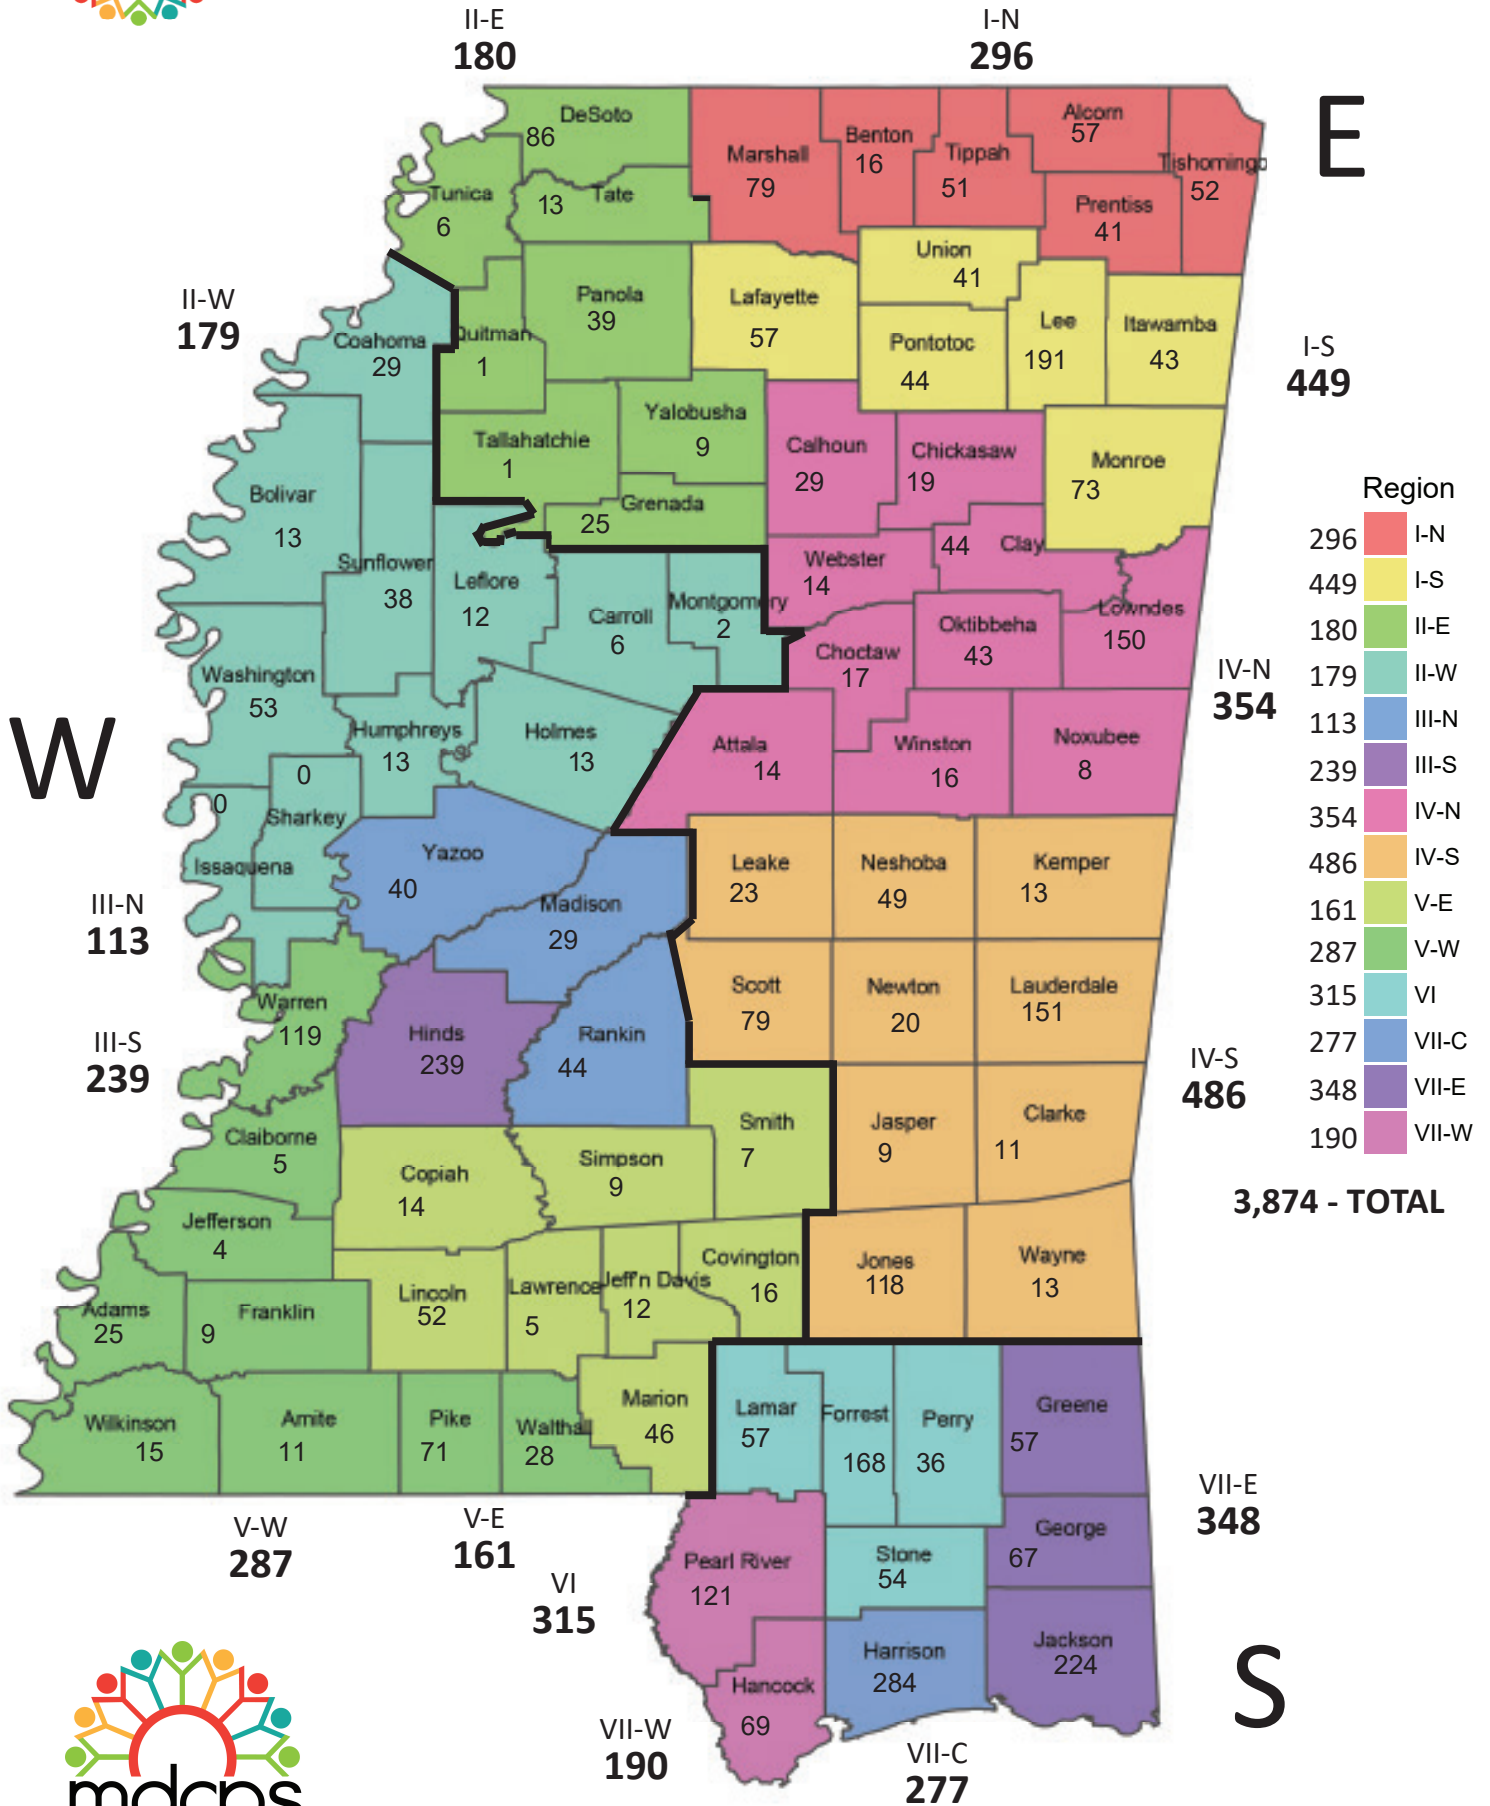 II-E
180
I-N
296
E
DeSoto
86
Marshall
79
Benton
16
Tippah
51
Alcorn
57
Tishomingo
52
Prentiss
41
Tunica
6
Tate
13
Union
41
II-W
179
Coahoma
29
Quitman
1
Panola
39
Lafayette
57
Pontotoc
44
Lee
191
Itawamba
43
I-S
449
Tallahatchie
1
Yalobusha
9
Grenada
25
Calhoun
29
Chickasaw
19
Monroe
73
Bolivar
13
Sunflower
38
Leflore
12
Carroll
6
Montgomery
2
Webster
14
44 Clay
Lowndes
150
Oktibbeha
43
Choctaw
17
IV-N
354
Washington
53
Humphreys
13
Holmes
13
Attala
14
Winston
16
Noxubee
8
W
0
Sharkey
0
Issaquena
Yazoo
40
Madison
29
Leake
23
Neshoba
49
Kemper
13
III-N
113
Warren
119
Hinds
239
Rankin
44
Scott
79
Newton
20
Lauderdale
151
III-S
239
IV-S
486
Claiborne
5
Copiah
14
Simpson
9
Smith
7
Jasper
9
Clarke
11
Jefferson
4
Adams
25
Franklin
9
Lincoln
52
Lawrence
5
Jeff'n Davis
12
Covington
16
Jones
118
Wayne
13
Wilkinson
15
Amite
11
Pike
71
Walthall
28
Marion
46
Lamar
57
Forrest
168
Perry
36
Greene
57
V-W
287
V-E
161
VI
315
VII-E
348
Pearl River
121
Stone
54
George
67
Hancock
69
Harrison
284
Jackson
224
S
VII-W
190
VII-C
277
Region
296 I-N
449 I-S
180 II-E
179 II-W
113 III-N
239 III-S
354 IV-N
486 IV-S
161 V-E
287 V-W
315 VI
277 VII-C
348 VII-E
190 VII-W
3,874 - TOTAL
mdcps